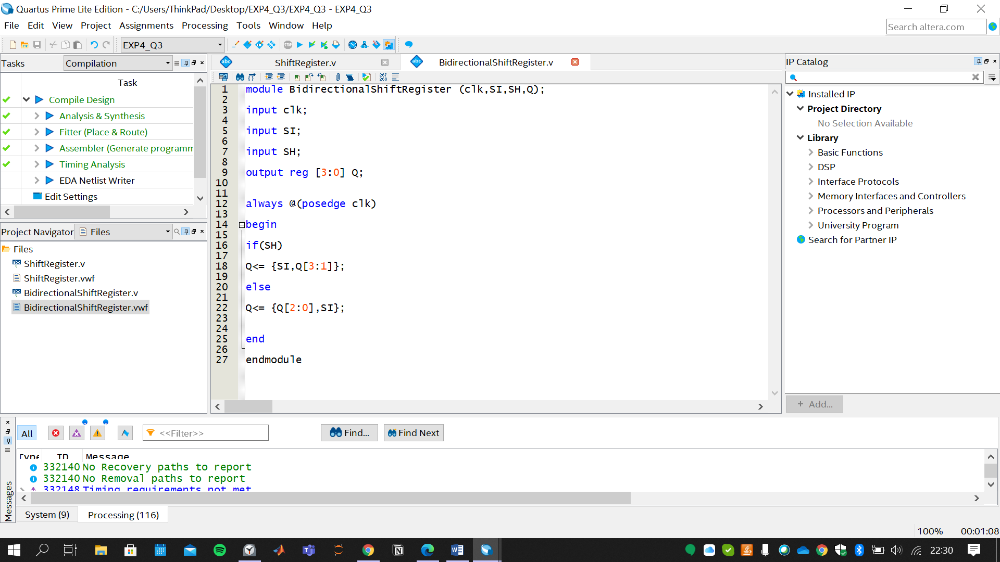 Quartus Prime Lite Edition - C:/Users/ThinkPad/Desktop/EXP4_Q3/EXP4_Q3 - EXP4_Q3
File Edit View Project Assignments Processing Tools Window Help
Search altera.com
EXP4_Q3
Tasks
Compilation
Task
Compile Design
Analysis & Synthesis
Fitter (Place & Route)
Assembler (Generate programm
Timing Analysis
EDA Netlist Writer
Edit Settings
Project Navigator
Files
Files
ShiftRegister.v
ShiftRegister.vwf
BidirectionalShiftRegister.v
BidirectionalShiftRegister.vwf
ShiftRegister.v
BidirectionalShiftRegister.v
267
268
1 module BidirectionalShiftRegister (clk,SI,SH,Q);
2
3 input clk;
4
5 input SI;
6
7 input SH;
8
9 output reg [3:0] Q;
10
11
12 always @(posedge clk)
13
14 begin
15
16 if(SH)
17
18 Q<= {SI,Q[3:1]};
19
20 else
21
22 Q<= {Q[2:0],SI};
23
24
25 end
26
27 endmodule
IP Catalog
Installed IP
Project Directory
No Selection Available
Library
Basic Functions
DSP
Interface Protocols
Memory Interfaces and Controllers
Processors and Peripherals
University Program
Search for Partner IP
+ Add...
All
<<Filter>>
Find...
Find Next
Type ID Message
332140 No Recovery paths to report
332140 No Removal paths to report
332148 Timing requirements not met
Messages
System (9)
Processing (116)
100% 00:01:08
22:30